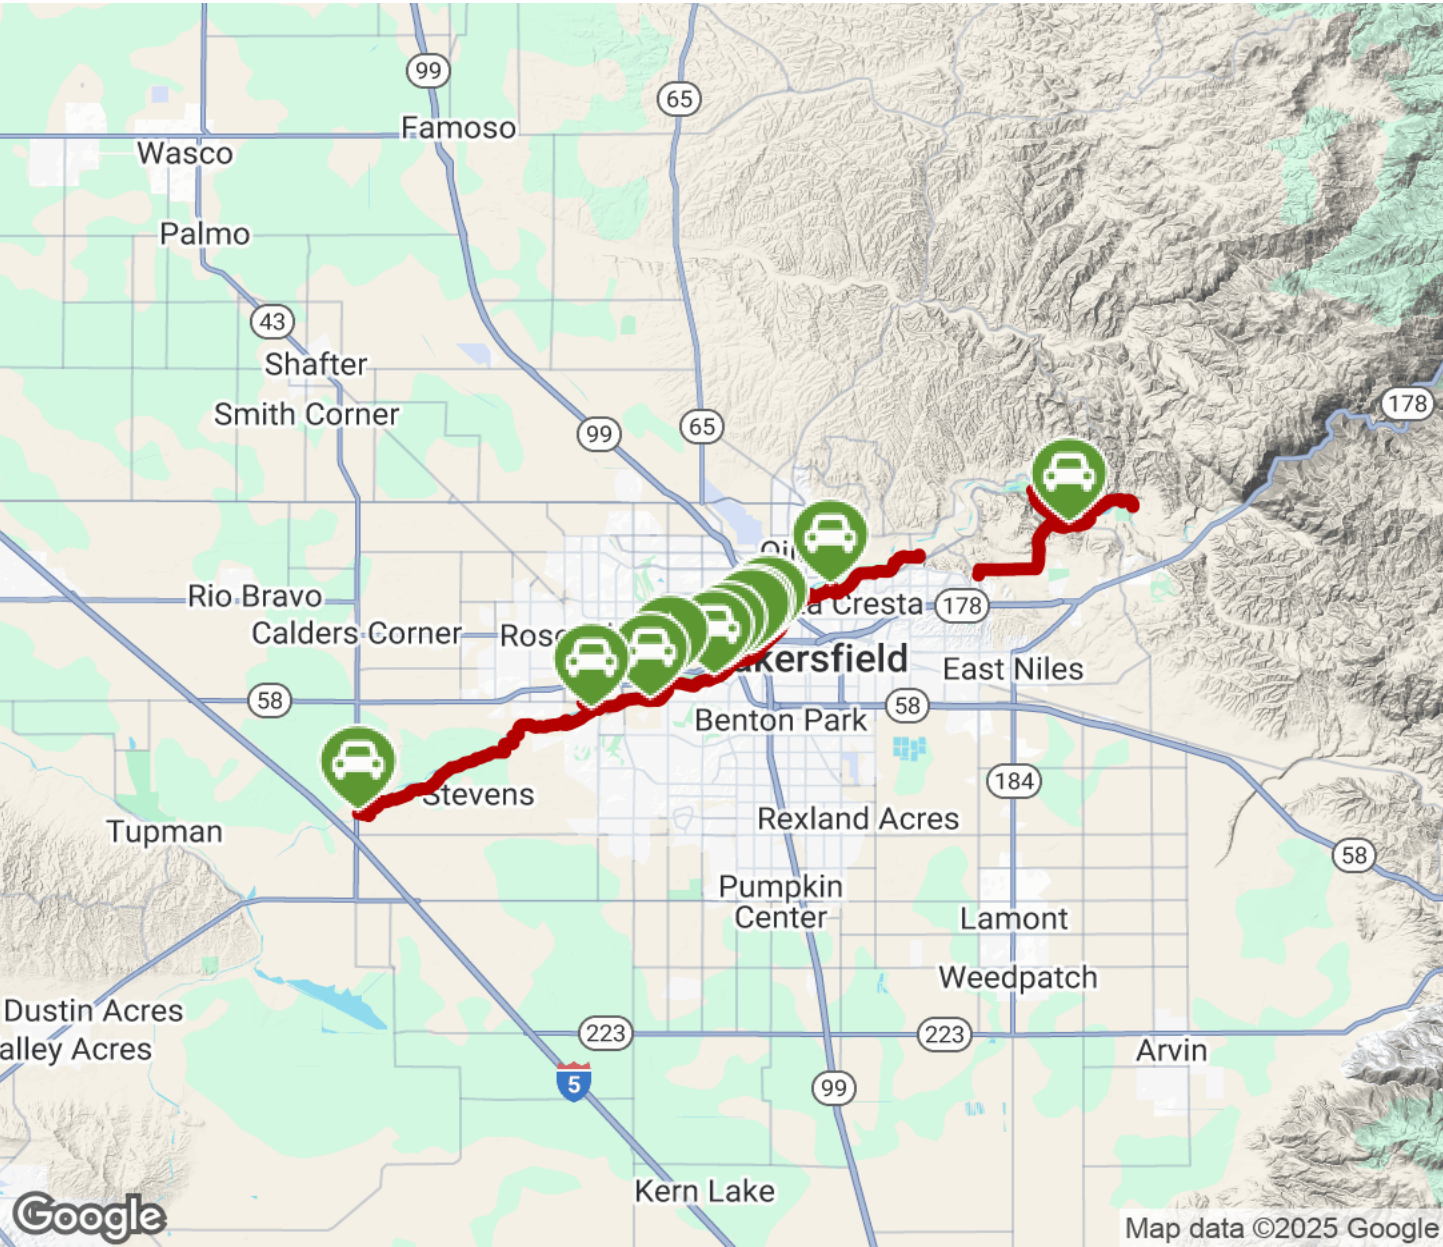 99
65
Famoso
Wasco
Palmo
43
Shafter
Smith Corner
178
99
65
Rio Bravo
La Cresta
178
Calders Corner
East Niles
58
58
Benton Park
184
Stevens
Rexland Acres
Tupman
58
Pumpkin
Center
Lamont
Weedpatch
Dustin Acres
223
223
alley Acres
Arvin
5
99
Kern Lake
Google
Map data ©2025 Google